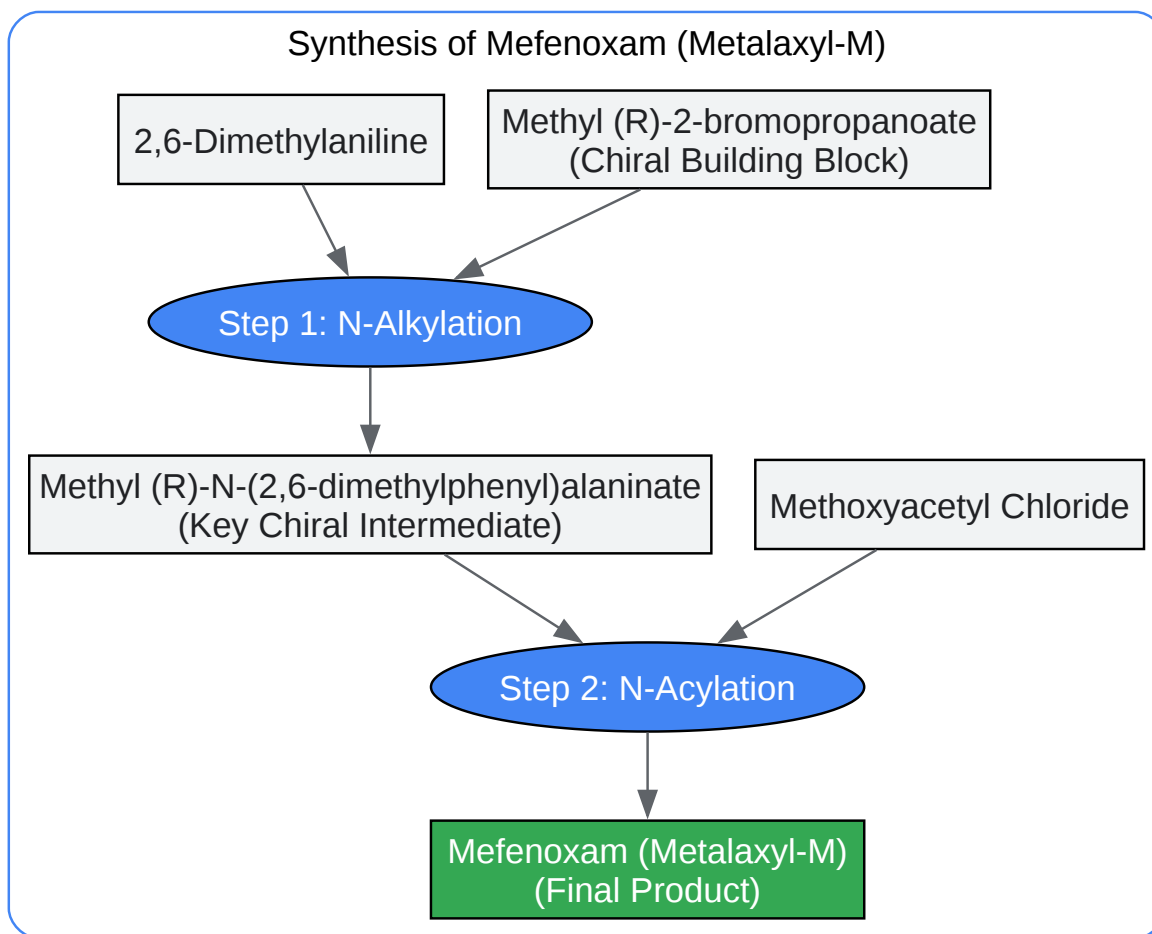 Synthesis of Mefenoxam (Metalaxyl-M)
2,6-Dimethylaniline
Methyl (R)-2-bromopropanoate
(Chiral Building Block)
Step 1: N-Alkylation
Methyl (R)-N-(2,6-dimethylphenyl)alaninate
(Key Chiral Intermediate)
Methoxyacetyl Chloride
Step 2: N-Acylation
Mefenoxam (Metalaxyl-M)
(Final Product)